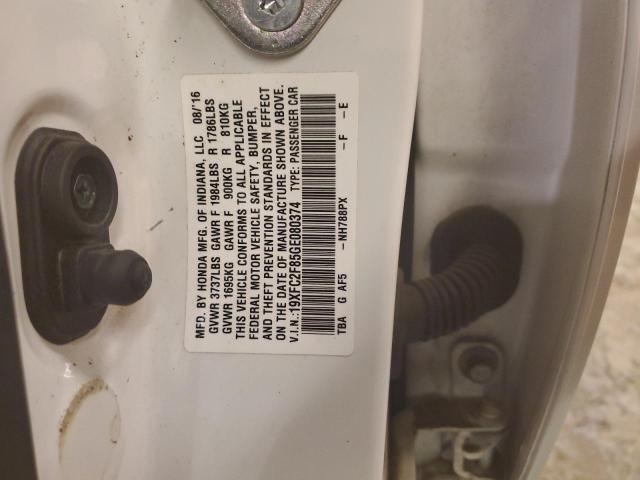 MFD. BY HONDA MFG. OF INDIANA, LLC 08/'16
GVWR 3737LBS GAWR F 1984LBS R 1786LBS
GVWR 1695KG GAWR F 900KG R 810KG
THIS VEHICLE CONFORMS TO ALL APPLICABLE
FEDERAL MOTOR VEHICLE SAFETY, BUMPER,
AND THEFT PREVENTION STANDARDS IN EFFECT
ON THE DATE OF MANUFACTURE SHOWN ABOVE.
V.I.N.:19XFC2F85GE080374 TYPE: PASSENGER CAR
TBA G AF5 -NH788PX -F -E